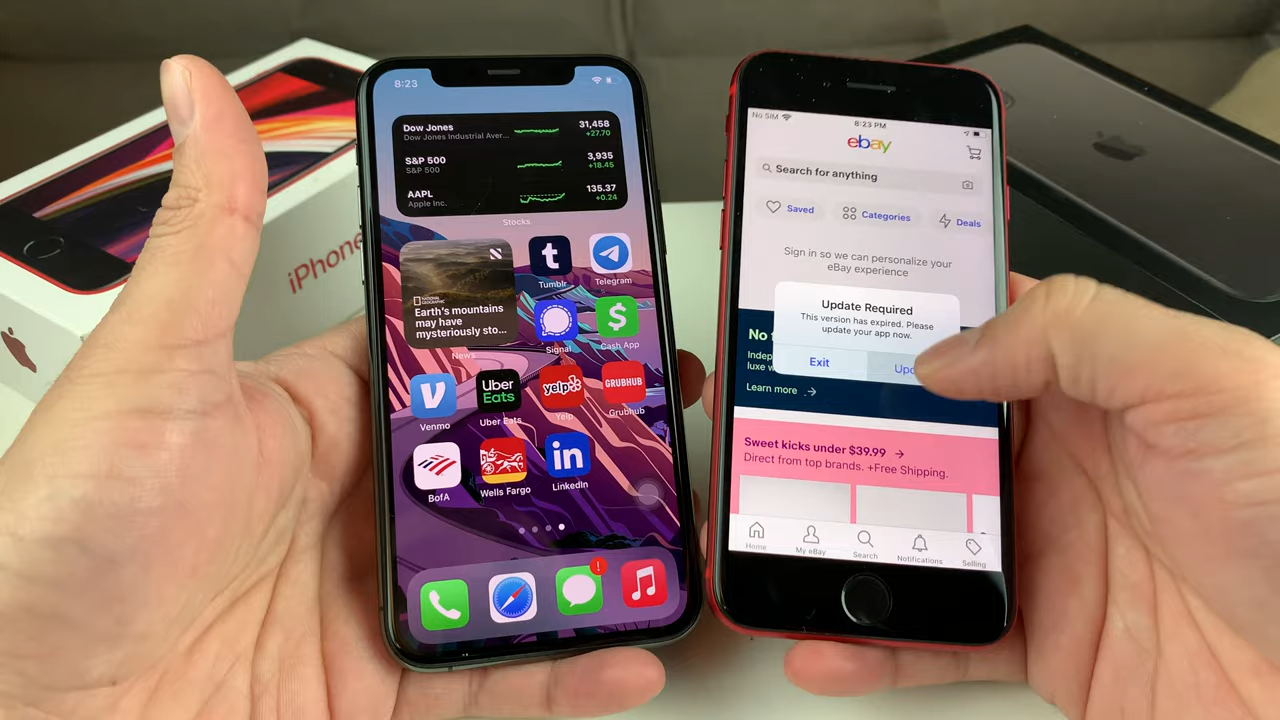 iPhone
8:23
Dow Jones
Dow Jones Industrial Aver...
31,458
+27.70
S&P 500
S&P 500
3,935
+18.45
AAPL
Apple Inc.
135.37
+0.24
Stocks
NATIONAL
GEOGRAPHIC
Earth's mountains
may have
mysteriously sto...
News
Tumblr
Telegram
Signal
Cash App
Venmo
Uber
Eats
Uber Eats
yelp
Yelp
GRUBHUB
Grubhub
BofA
Wells Fargo
in
LinkedIn
No SIM
8:23 PM
ebay
Search for anything
Saved
Categories
Deals
Sign in so we can personalize your
eBay experience
Update Required
This version has expired. Please
update your app now.
Exit
No
luxe w
Learn more →
Sweet kicks under $39.99 →
Direct from top brands. +Free Shipping.
Home
My eBay
Search
Notifications
Selling